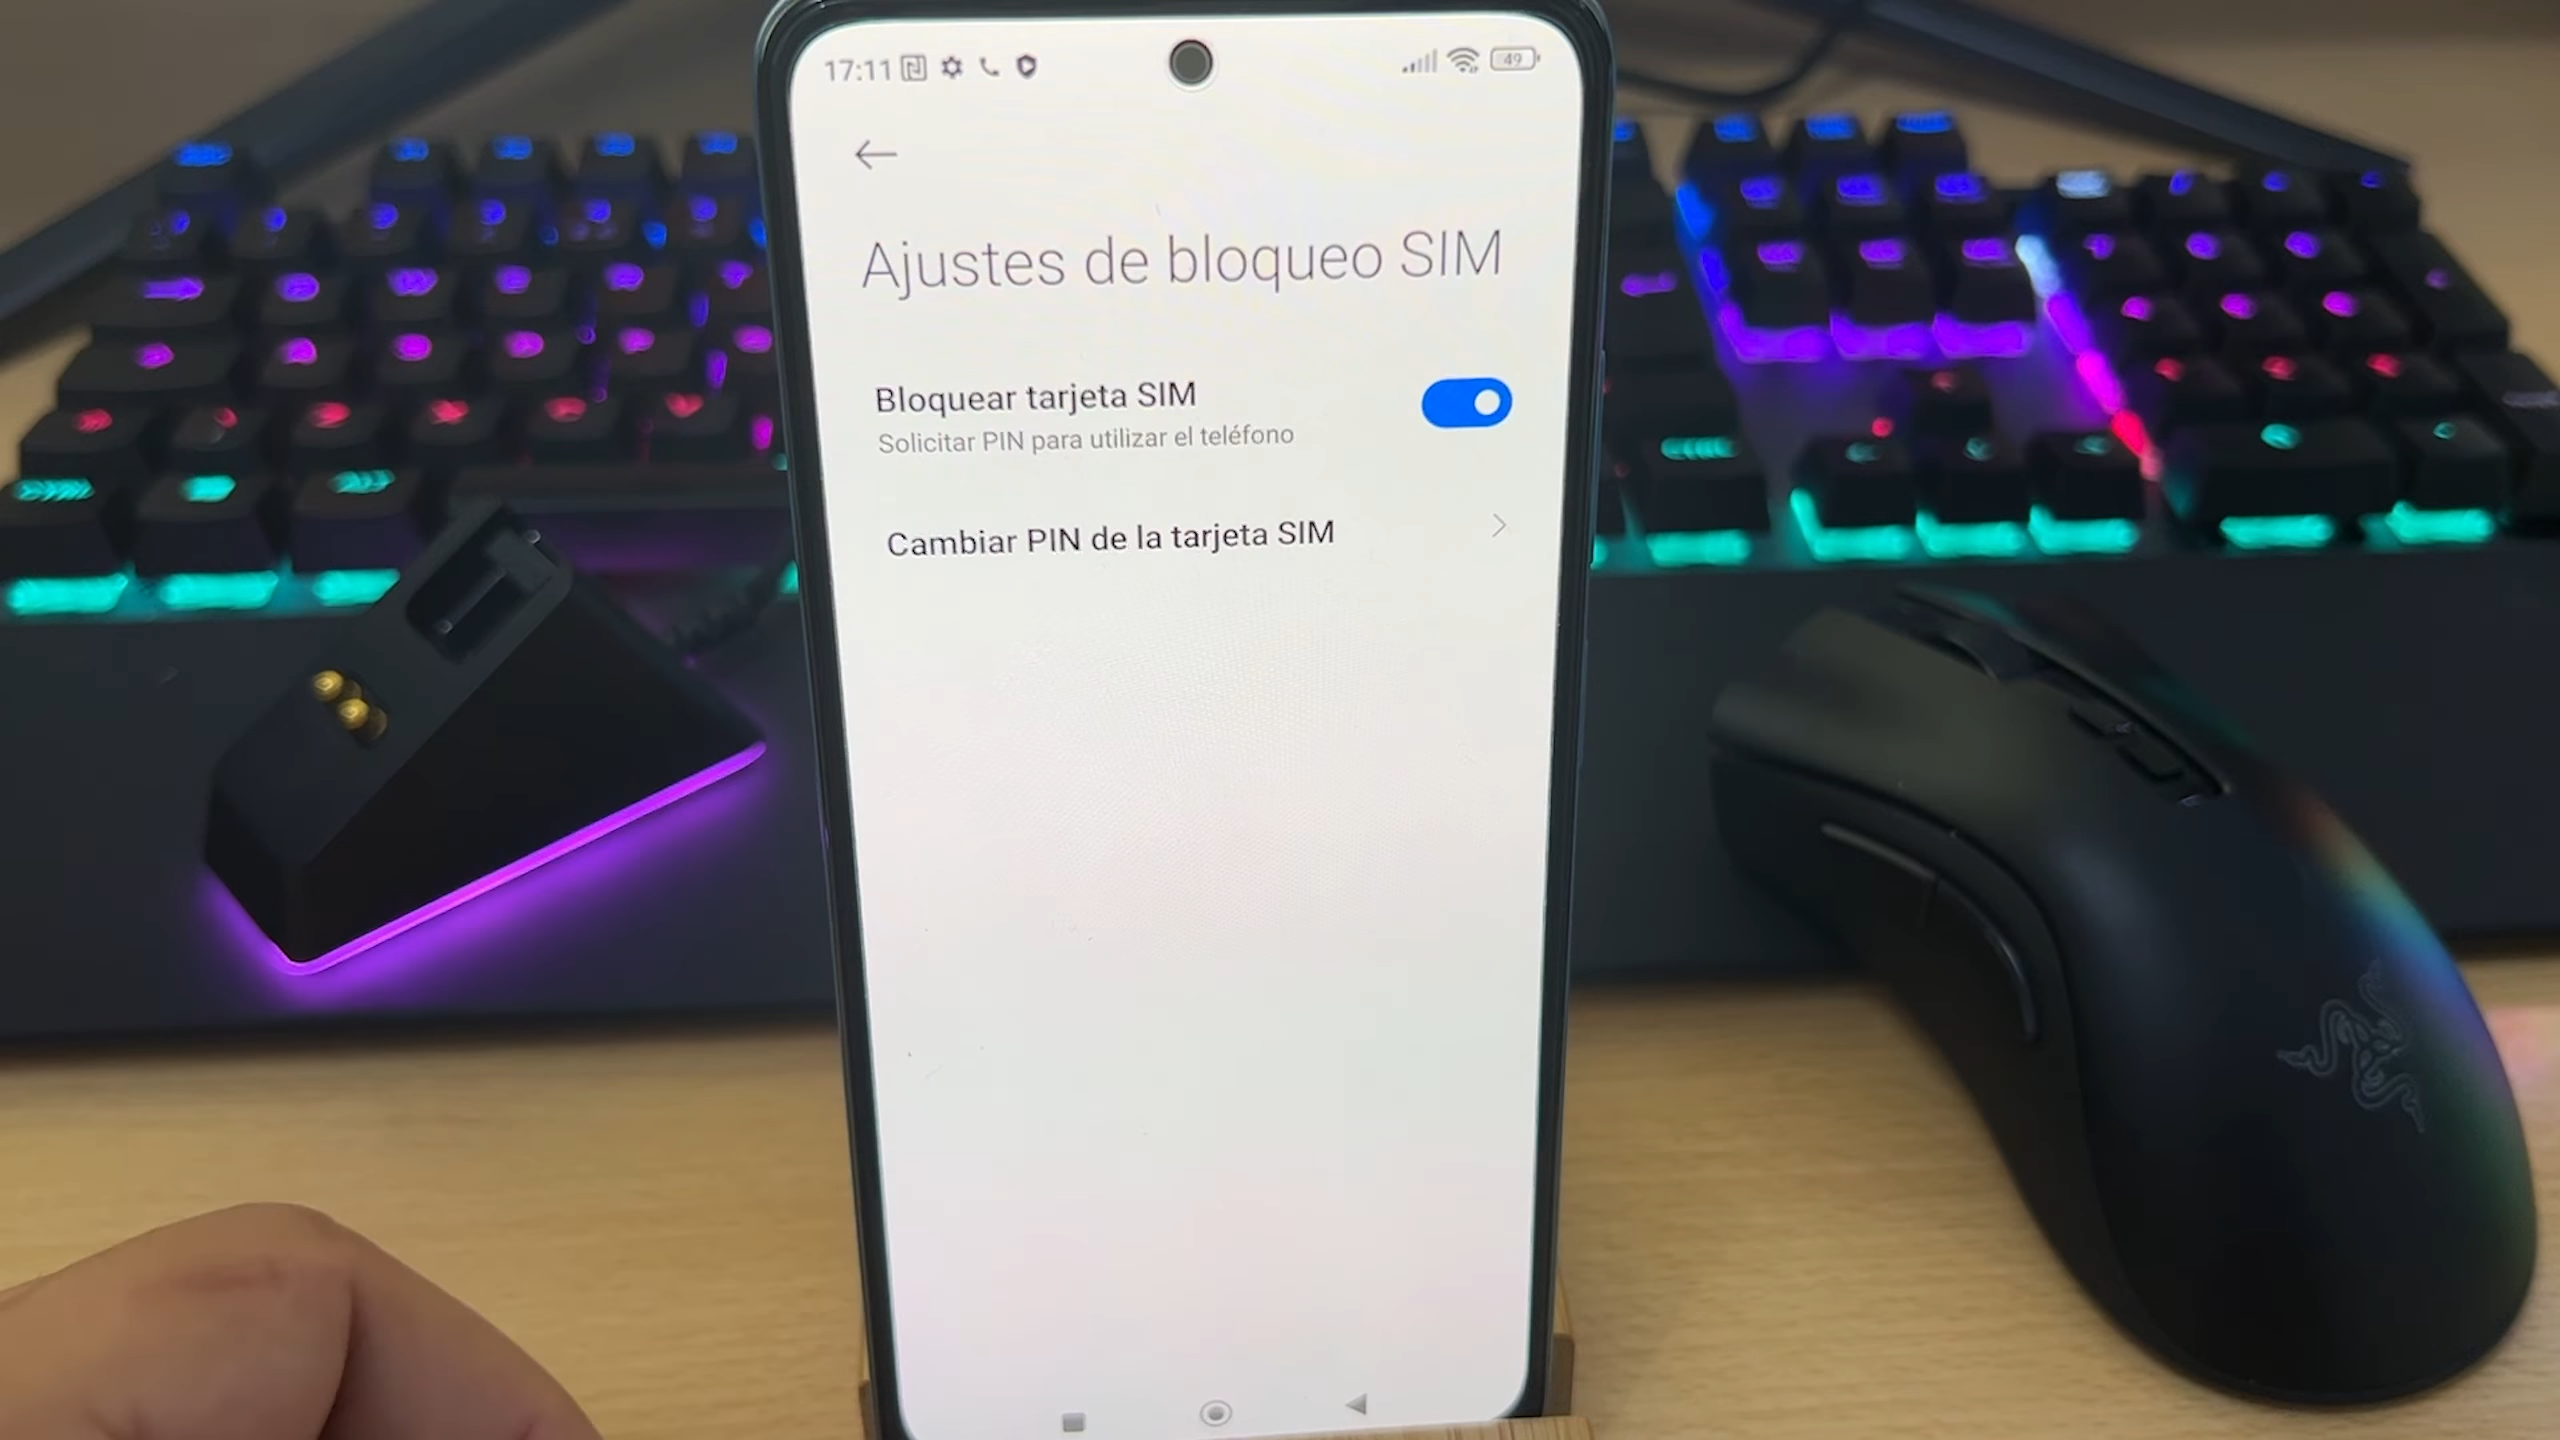 17:11
49
Ajustes de bloqueo SIM
Bloquear tarjeta SIM
Solicitar PIN para utilizar el teléfono
Cambiar PIN de la tarjeta SIM